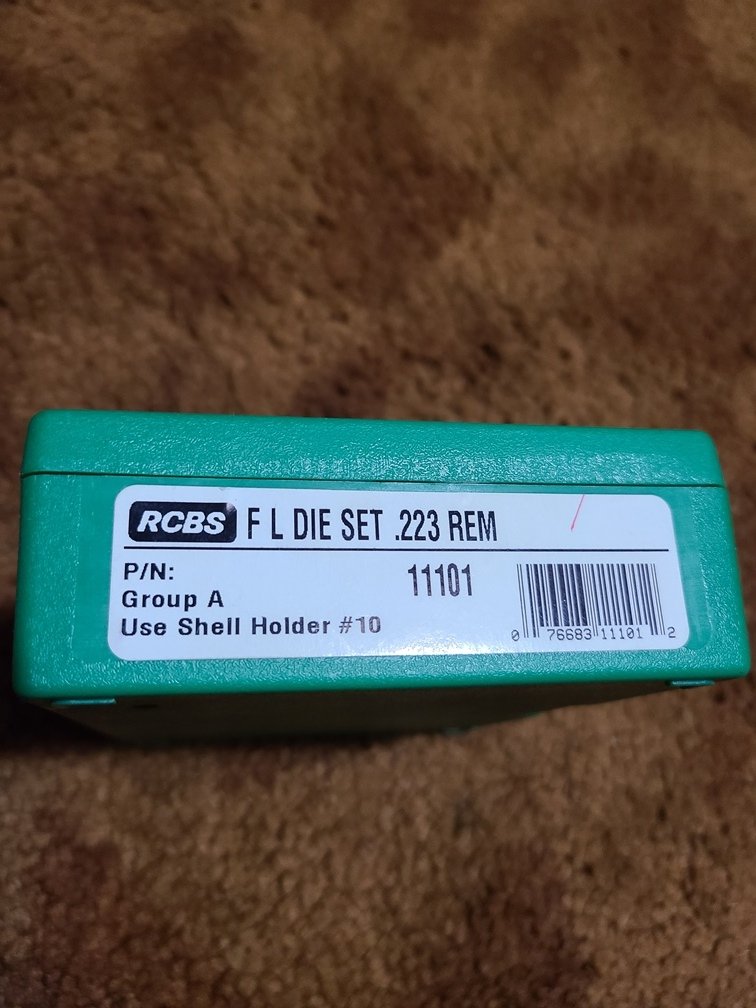 RCBS F L DIE SET .223 REM
P/N: 11101
Group A
Use Shell Holder #10
0 76683 11101 2